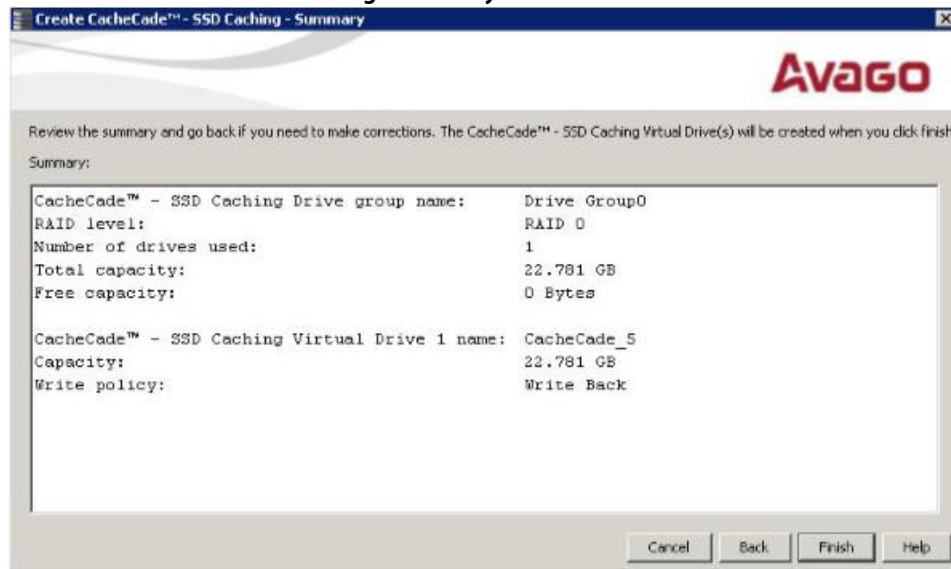 Create CacheCade™ - SSD Caching - Summary
Avago
Review the summary and go back if you need to make corrections. The CacheCade™ - SSD Caching Virtual Drive(s) will be created when you click finish
Summary:
CacheCade™ - SSD Caching Drive group name: Drive Group0
RAID level: RAID 0
Number of drives used: 1
Total capacity: 22.781 GB
Free capacity: 0 Bytes
CacheCade™ - SSD Caching Virtual Drive 1 name: CacheCade_5
Capacity: 22.781 GB
Write policy: Write Back
Cancel Back Finish Help